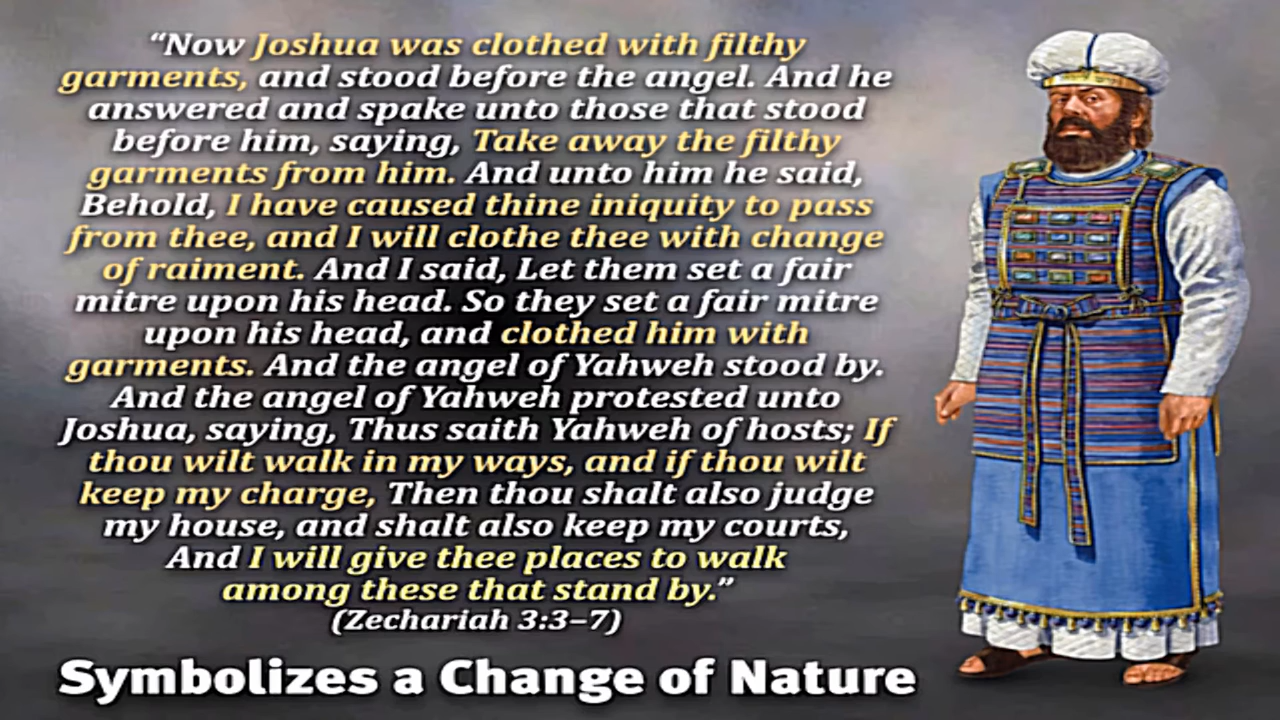 “Now Joshua was clothed with filthy
garments, and stood before the angel. And he
answered and spake unto those that stood
before him, saying, Take away the filthy
garments from him. And unto him he said,
Behold, I have caused thine iniquity to pass
from thee, and I will clothe thee with change
of raiment. And I said, Let them set a fair
mitre upon his head. So they set a fair mitre
upon his head, and clothed him with
garments. And the angel of Yahweh stood by.
And the angel of Yahweh protested unto
Joshua, saying, Thus saith Yahweh of hosts; If
thou wilt walk in my ways, and if thou wilt
keep my charge, Then thou shalt also judge
my house, and shalt also keep my courts,
And I will give thee places to walk
among these that stand by.”
(Zechariah 3:3–7)
Symbolizes a Change of Nature